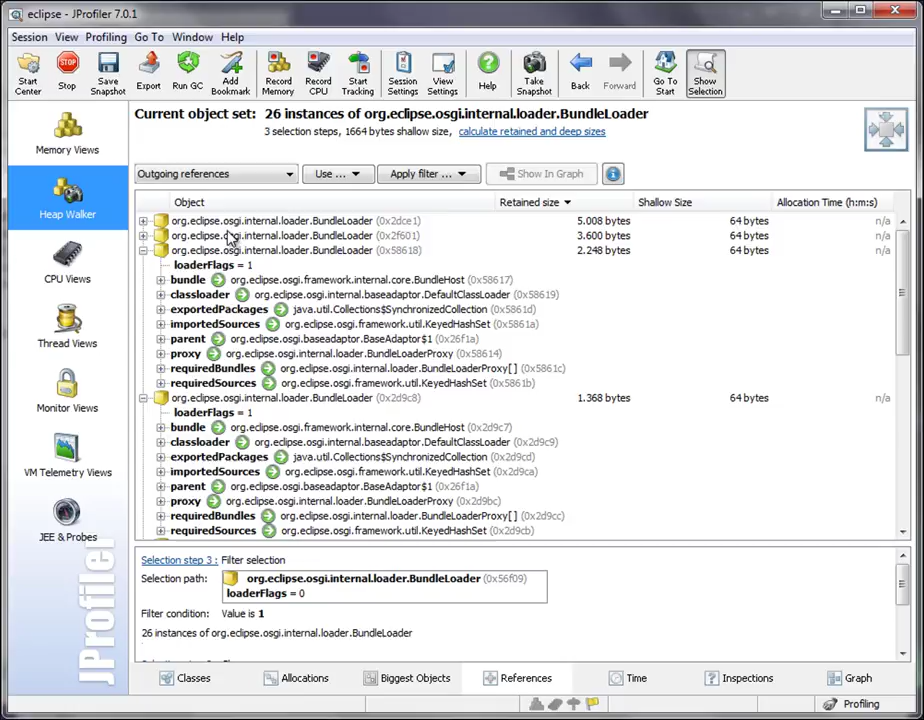 eclipse - JProfiler 7.0.1
Session View Profiling Go To Window Help
Start Center
Stop
Save Snapshot
Export
Run GC
Add Bookmark
Record Memory
Record CPU
Start Tracking
Session Settings
View Settings
Help
Take Snapshot
Back
Forward
Go To Start
Show Selection
Memory Views
Heap Walker
CPU Views
Thread Views
Monitor Views
VM Telemetry Views
JEE & Probes
JProfiler
Current object set: 26 instances of org.eclipse.osgi.internal.loader.BundleLoader
3 selection steps, 1664 bytes shallow size, calculate retained and deep sizes
Outgoing references Use ... Apply filter ... Show In Graph
Object Retained size Shallow Size Allocation Time (h:m:s)
org.eclipse.osgi.internal.loader.BundleLoader (0x2dce1) 5.008 bytes 64 bytes n/a
org.eclipse.osgi.internal.loader.BundleLoader (0x2f601) 3.600 bytes 64 bytes n/a
org.eclipse.osgi.internal.loader.BundleLoader (0x58618) 2.248 bytes 64 bytes n/a
loaderFlags = 1
bundle org.eclipse.osgi.framework.internal.core.BundleHost (0x58617)
classloader org.eclipse.osgi.internal.baseadaptor.DefaultClassLoader (0x58619)
exportedPackages java.util.Collections$SynchronizedCollection (0x5861d)
importedSources org.eclipse.osgi.framework.util.KeyedHashSet (0x5861a)
parent org.eclipse.osgi.baseadaptor.BaseAdaptor$1 (0x26f1a)
proxy org.eclipse.osgi.internal.loader.BundleLoaderProxy (0x58614)
requiredBundles org.eclipse.osgi.internal.loader.BundleLoaderProxy[] (0x5861c)
requiredSources org.eclipse.osgi.framework.util.KeyedHashSet (0x5861b)
org.eclipse.osgi.internal.loader.BundleLoader (0x2d9c8) 1.368 bytes 64 bytes n/a
loaderFlags = 1
bundle org.eclipse.osgi.framework.internal.core.BundleHost (0x2d9c7)
classloader org.eclipse.osgi.internal.baseadaptor.DefaultClassLoader (0x2d9c9)
exportedPackages java.util.Collections$SynchronizedCollection (0x2d9cd)
importedSources org.eclipse.osgi.framework.util.KeyedHashSet (0x2d9ca)
parent org.eclipse.osgi.baseadaptor.BaseAdaptor$1 (0x26f1a)
proxy org.eclipse.osgi.internal.loader.BundleLoaderProxy (0x2d9bc)
requiredBundles org.eclipse.osgi.internal.loader.BundleLoaderProxy[] (0x2d9cc)
requiredSources org.eclipse.osgi.framework.util.KeyedHashSet (0x2d9cb)
Selection step 3 : Filter selection
Selection path: org.eclipse.osgi.internal.loader.BundleLoader (0x56f09)
loaderFlags = 0
Filter condition: Value is 1
26 instances of org.eclipse.osgi.internal.loader.BundleLoader
Classes Allocations Biggest Objects References Time Inspections Graph
Profiling